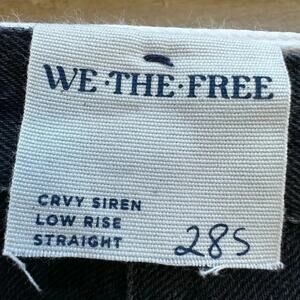 WE·THE·FREE
CRVY SIREN
LOW RISE
STRAIGHT 28S